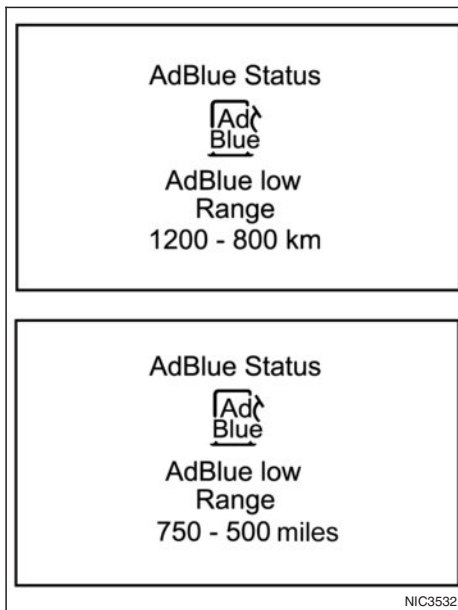 AdBlue Status
Ad
Blue
AdBlue low
Range
1200 - 800 km
AdBlue Status
Ad
Blue
AdBlue low
Range
750 - 500 miles
NIC3532